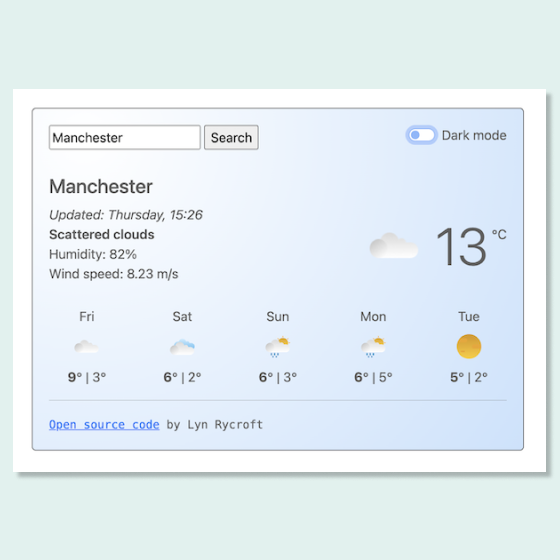 Manchester Search Dark mode
Manchester
Updated: Thursday, 15:26
Scattered clouds
Humidity: 82%
Wind speed: 8.23 m/s
13 °C
Fri Sat Sun Mon Tue
9° | 3° 6° | 2° 6° | 3° 6° | 5° 5° | 2°
Open source code by Lyn Rycroft